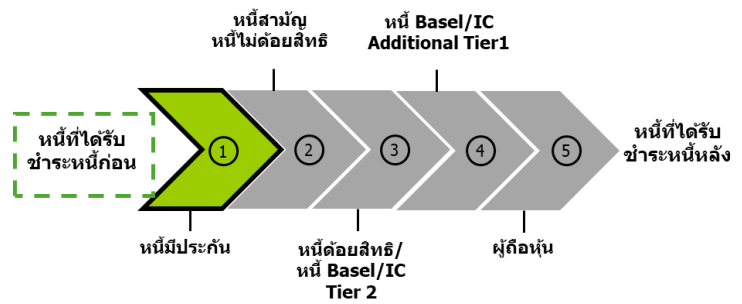 หนี้สามัญ
หนี้ไม่ด้อยสิทธิ
หนี้ Basel/IC
Additional Tier1
หนี้ที่ได้รับ
ชำระหนี้ก่อน
1
2
3
4
5
หนี้ที่ได้รับ
ชำระหนี้หลัง
หนี้มีประกัน
หนี้ด้อยสิทธิ/
หนี้ Basel/IC
Tier 2
ผู้ถือหุ้น